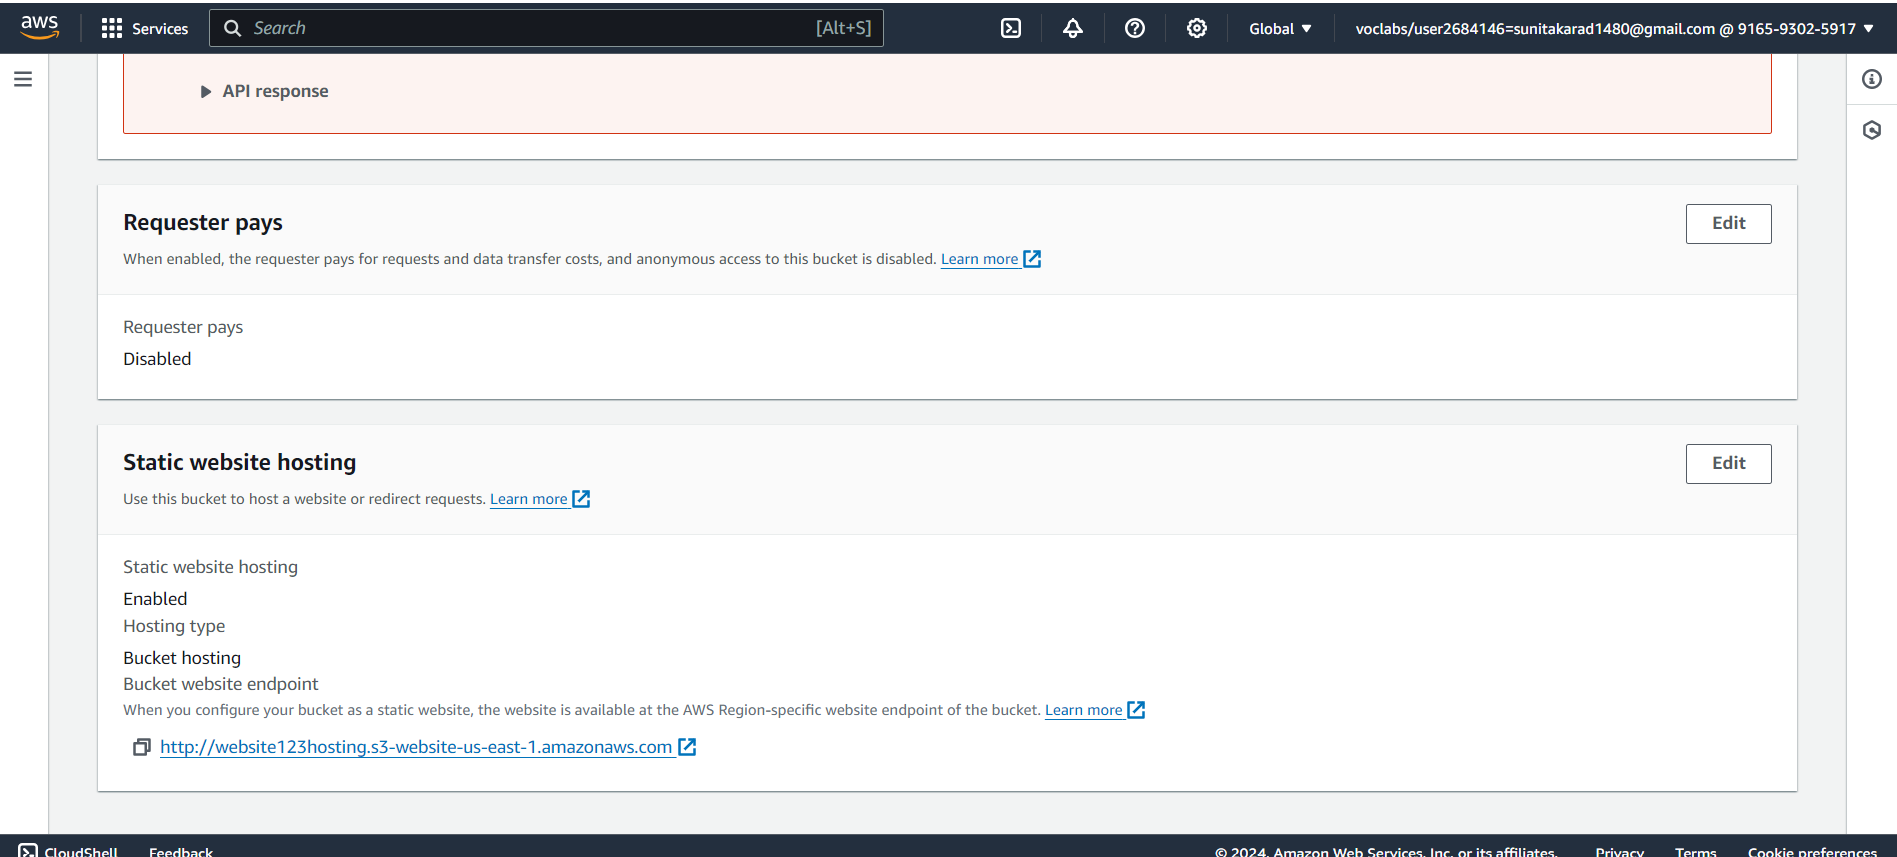 aws Services Search [Alt+S] Global voclabs/user2684146=sunitakarad1480@gmail.com @ 9165-9302-5917
API response
Requester pays
Edit
When enabled, the requester pays for requests and data transfer costs, and anonymous access to this bucket is disabled. Learn more
Requester pays
Disabled
Static website hosting
Edit
Use this bucket to host a website or redirect requests. Learn more
Static website hosting
Enabled
Hosting type
Bucket hosting
Bucket website endpoint
When you configure your bucket as a static website, the website is available at the AWS Region-specific website endpoint of the bucket. Learn more
http://website123hosting.s3-website-us-east-1.amazonaws.com
CloudShell Feedback © 2024, Amazon Web Services, Inc. or its affiliates. Privacy Terms Cookie preferences